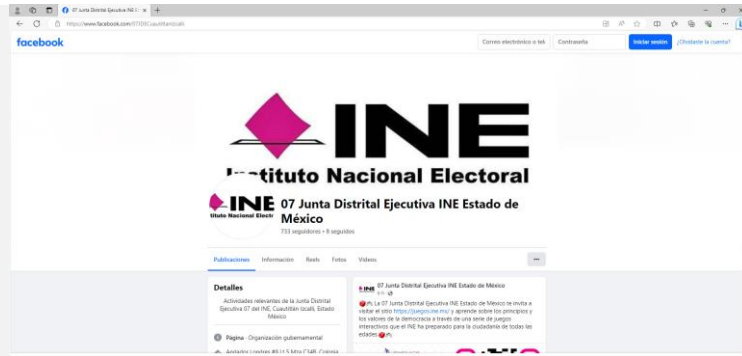 07 Junta Distrital Ejecutiva INE E
https://www.facebook.com/07JDECuautitlanIzcalli
facebook
Correo electrónico o tel
Contraseña
Iniciar sesión
¿Olvidaste la cuenta?
INE
Instituto Nacional Electoral
INE
tituto Nacional Electr
07 Junta Distrital Ejecutiva INE Estado de
México
733 seguidores • 8 seguidos
Publicaciones
Información
Reels
Fotos
Videos
Detalles
Actividades relevantes de la Junta Distrital
Ejecutiva 07 del INE, Cuautitlán Izcalli, Estado
México
Página · Organización gubernamental
INE
07 Junta Distrital Ejecutiva INE Estado de México
La 07 Junta Distrital Ejecutiva INE Estado de México te invita a
visitar el sitio https://juegos.ine.mx/ y aprende sobre los principios y
los valores de la democracia a través de una serie de juegos
interactivos que el INE ha preparado para la ciudadanía de todas las
edades